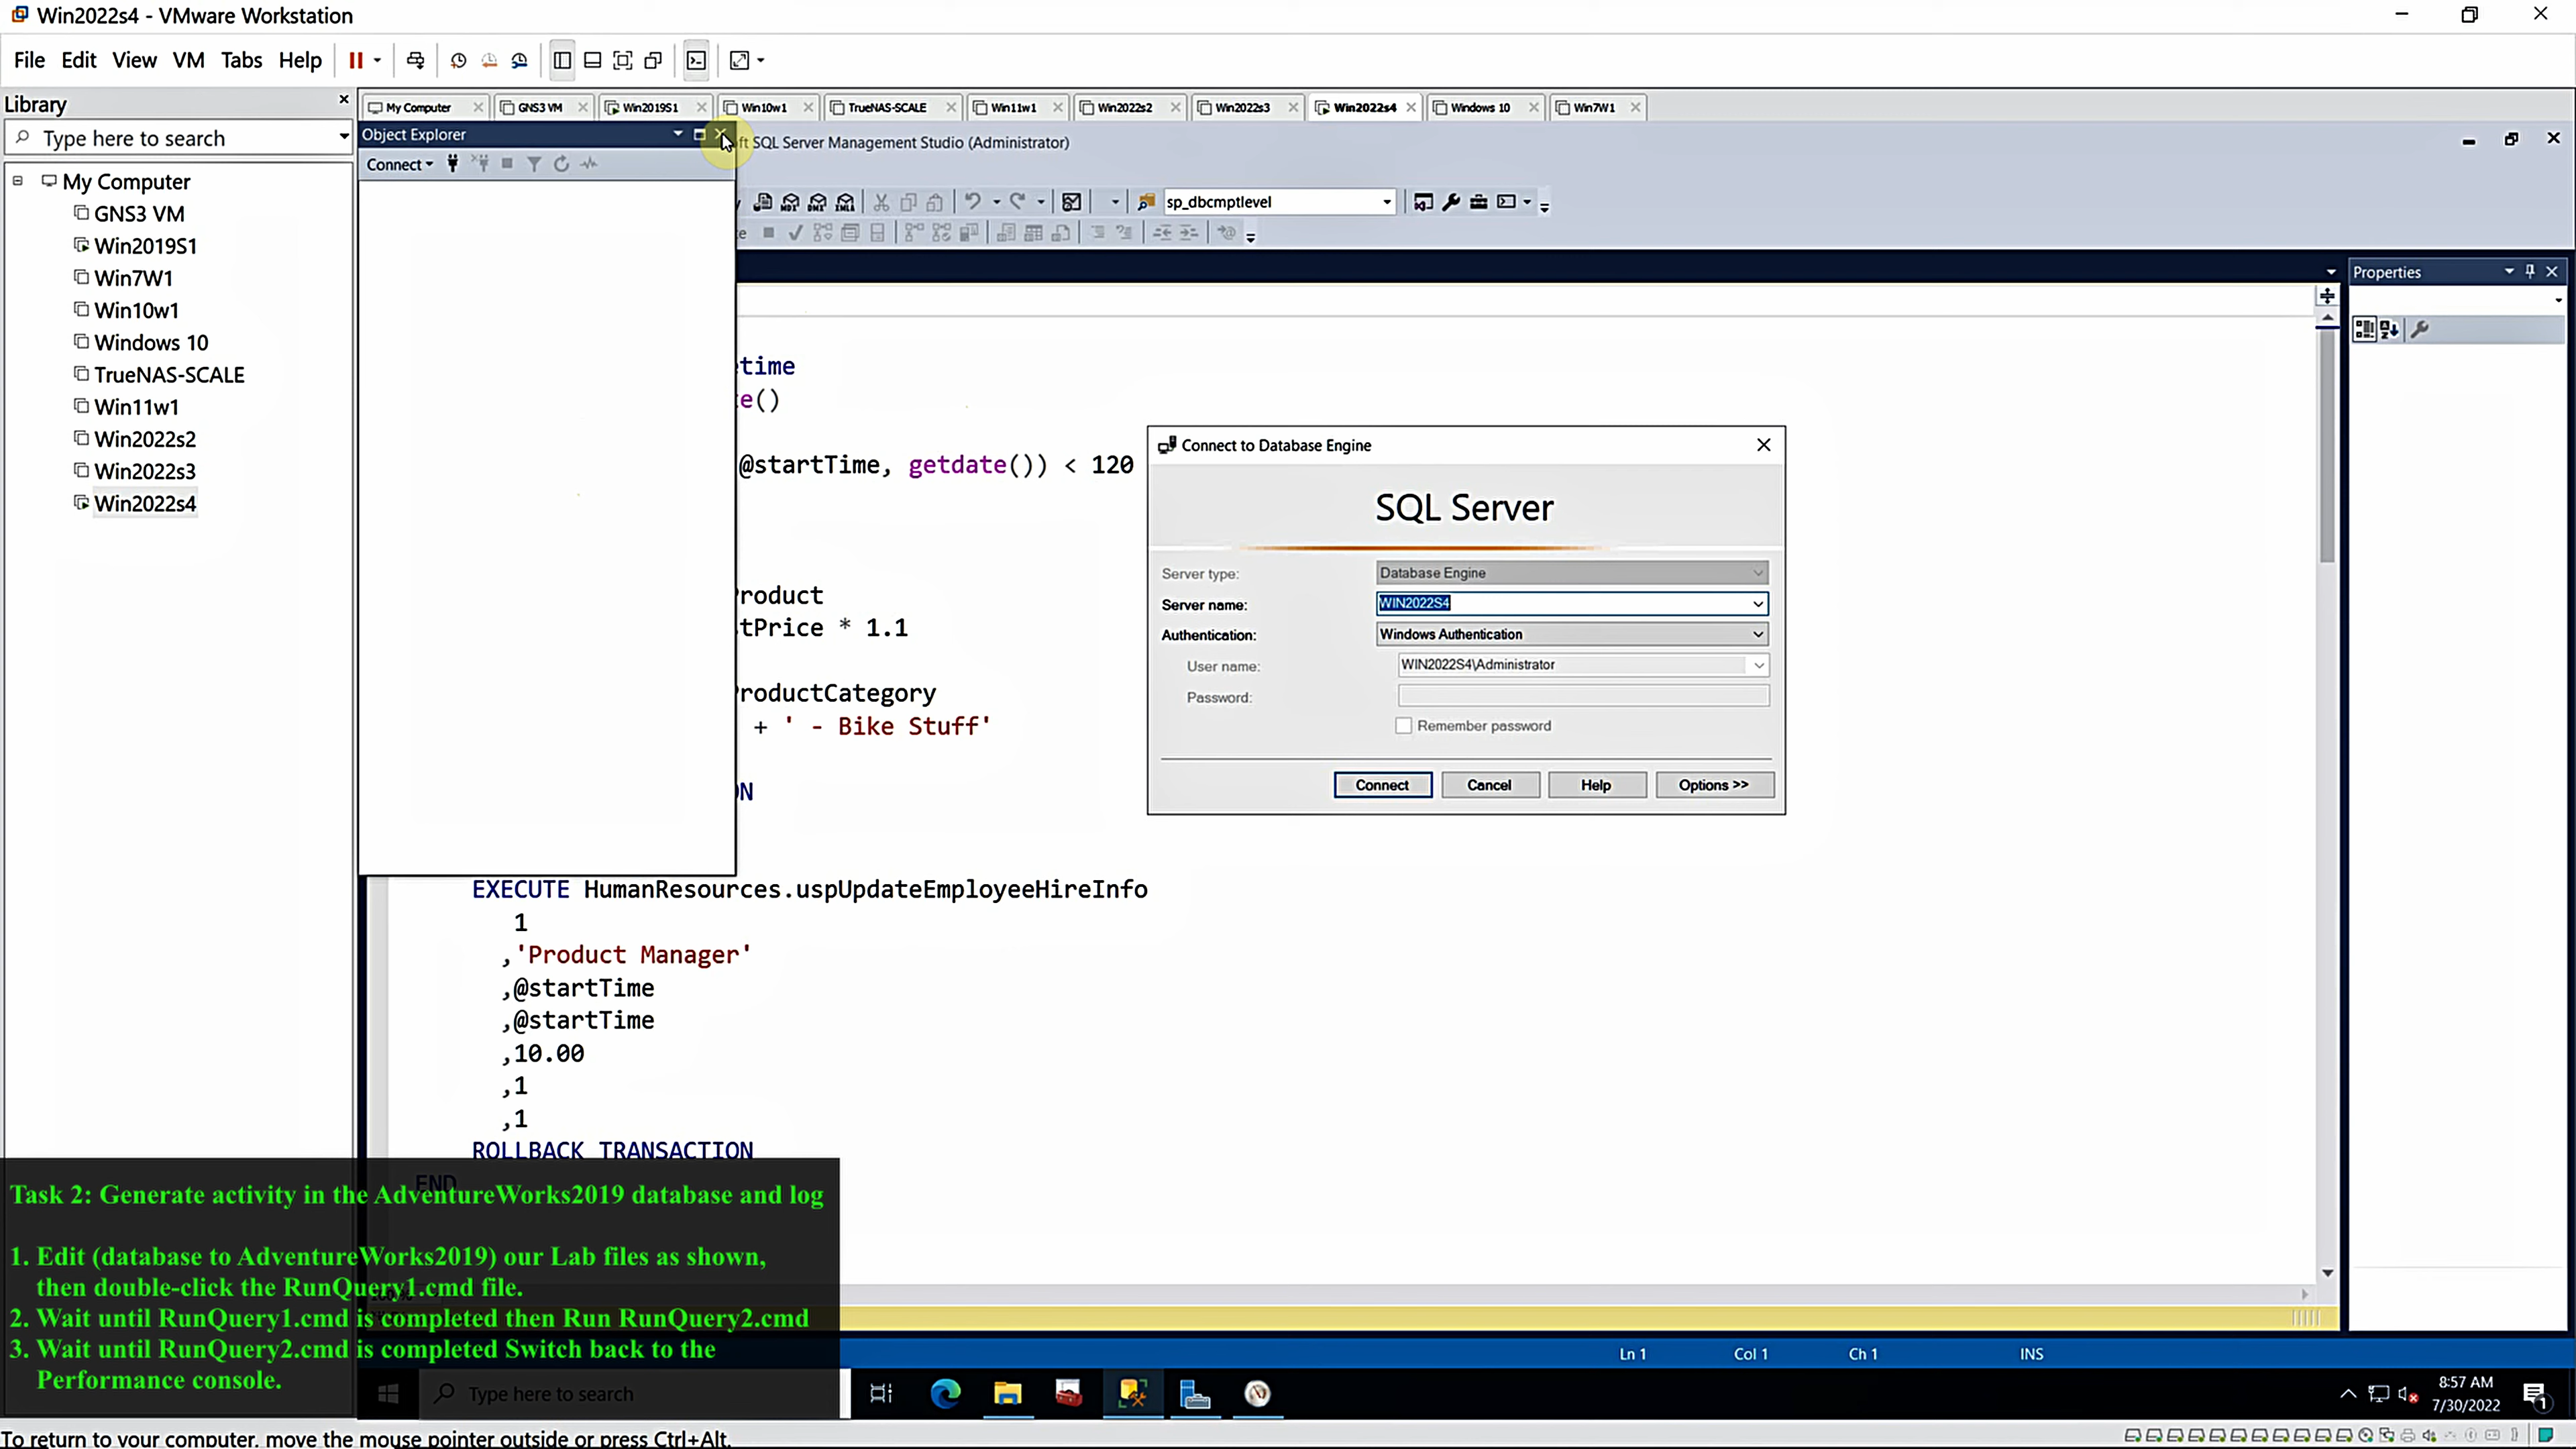 Win2022s4 - VMware Workstation
File Edit View VM Tabs Help
Library
Type here to search
My Computer
GNS3 VM
Win2019S1
Win7W1
Win10w1
Windows 10
TrueNAS-SCALE
Win11w1
Win2022s2
Win2022s3
Win2022s4
My Computer GNS3 VM Win2019S1 Win10w1 TrueNAS-SCALE Win11w1 Win2022s2 Win2022s3 Win2022s4 Windows 10 Win7W1
Object Explorer
Connect
SQL Server Management Studio (Administrator)
sp_dbcmptlevel
Properties
etime
e()
@startTime, getdate()) < 120
Product
tPrice * 1.1
ProductCategory
+ ' - Bike Stuff'
ON
EXECUTE HumanResources.uspUpdateEmployeeHireInfo
1
,'Product Manager'
,@startTime
,@startTime
,10.00
,1
,1
ROLLBACK TRANSACTION
END
Connect to Database Engine
SQL Server
Server type: Database Engine
Server name: WIN2022S4
Authentication: Windows Authentication
User name: WIN2022S4\Administrator
Password:
Remember password
Connect Cancel Help Options >>
Task 2: Generate activity in the AdventureWorks2019 database and log
1. Edit (database to AdventureWorks2019) our Lab files as shown,
then double-click the RunQuery1.cmd file.
2. Wait until RunQuery1.cmd is completed then Run RunQuery2.cmd
3. Wait until RunQuery2.cmd is completed Switch back to the
Performance console.
Ln 1 Col 1 Ch 1 INS
Type here to search
8:57 AM
7/30/2022
1
To return to your computer, move the mouse pointer outside or press Ctrl+Alt.